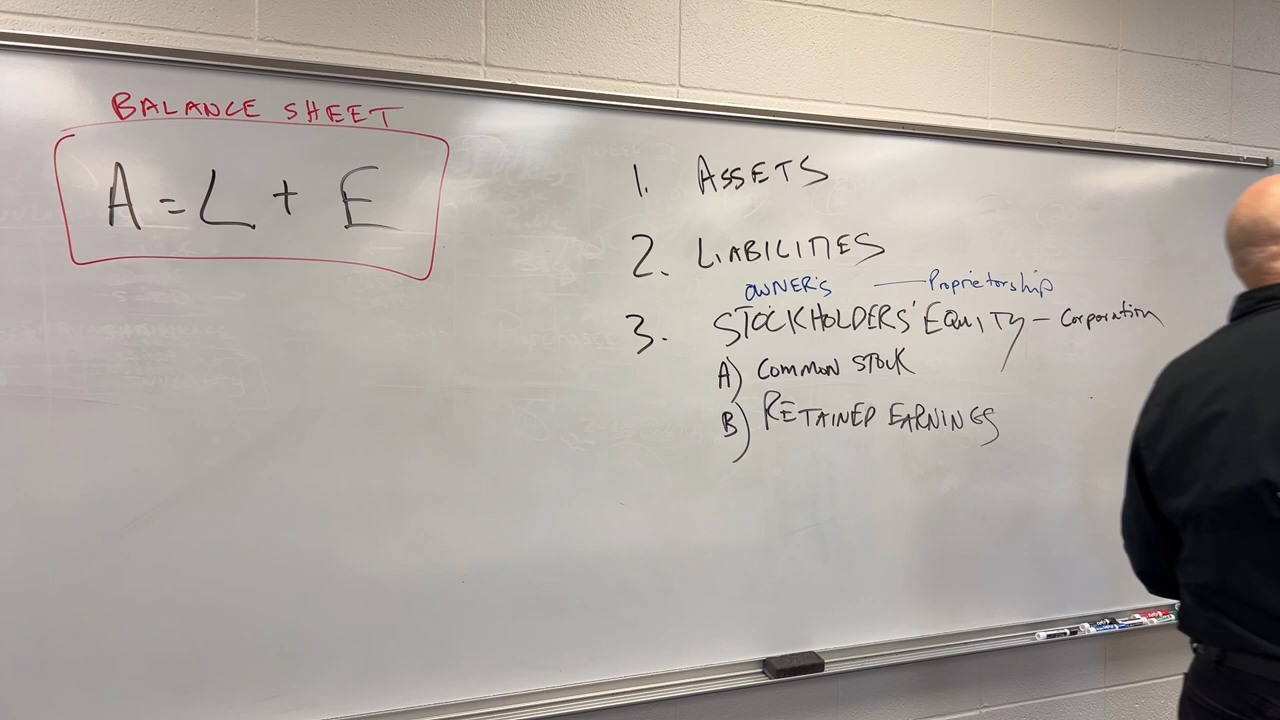 BALANCE SHEET
A = L + E
1. ASSETS
2. LIABILITIES
OWNER'S — Proprietorship
3. STOCKHOLDERS' EQUITY — Corporation
A) COMMON STOCK
B) RETAINED EARNINGS